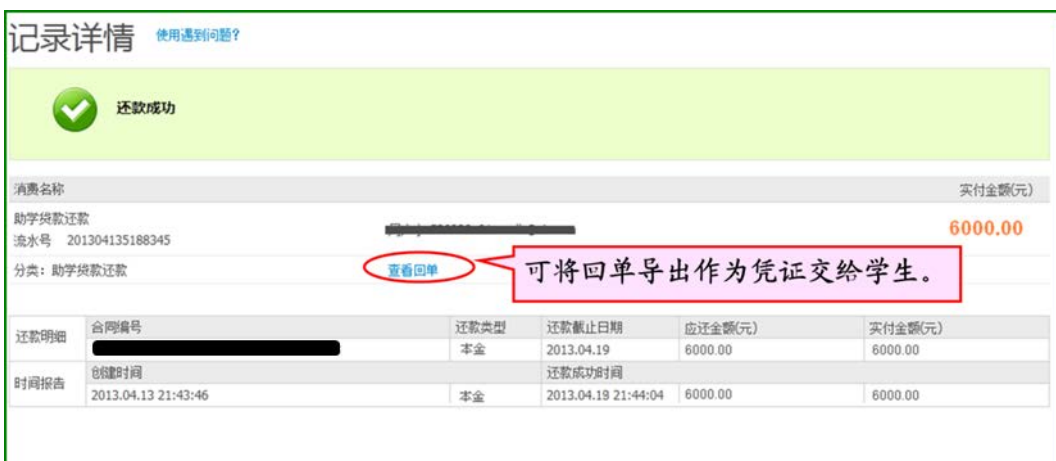 记录详情 使用遇到问题?
还款成功
消费名称 实付金额(元)
助学贷款还款
流水号 201304135188345 6000.00
分类：助学贷款还款 查看回单
可将回单导出作为凭证交给学生。
还款明细 合同编号 还款类型 还款截止日期 应还金额(元) 实付金额(元)
本金 2013.04.19 6000.00 6000.00
时间报告 创建时间 还款成功时间
2013.04.13 21:43:46 本金 2013.04.19 21:44:04 6000.00 6000.00